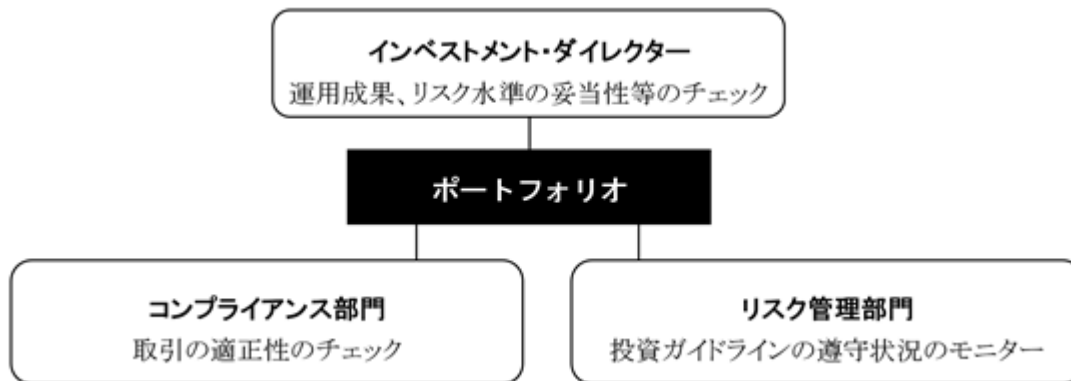 インベストメント・ダイレクター
運用成果、リスク水準の妥当性等のチェック
ポートフォリオ
コンプライアンス部門
取引の適正性のチェック
リスク管理部門
投資ガイドラインの遵守状況のモニター